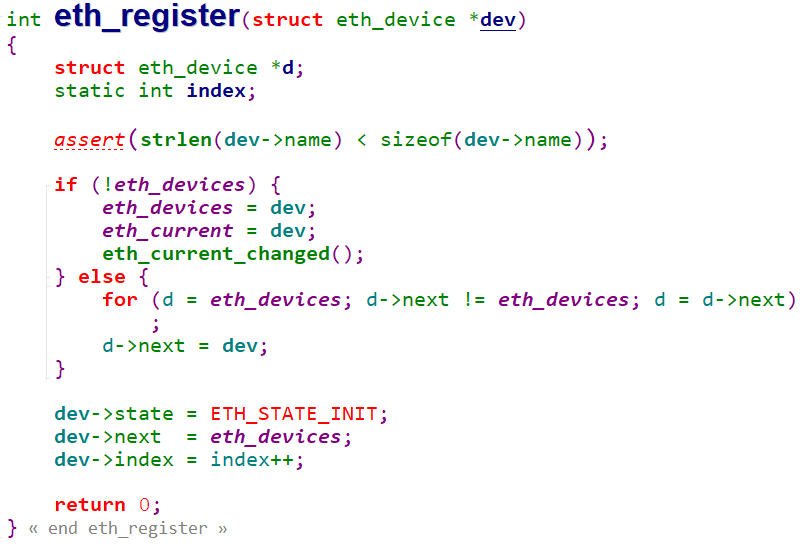 int eth_register(struct eth_device *dev)
{
    struct eth_device *d;
    static int index;

    assert(strlen(dev->name) < sizeof(dev->name));

    if (!eth_devices) {
        eth_devices = dev;
        eth_current = dev;
        eth_current_changed();
    } else {
        for (d = eth_devices; d->next != eth_devices; d = d->next)
            ;
        d->next = dev;
    }

    dev->state = ETH_STATE_INIT;
    dev->next  = eth_devices;
    dev->index = index++;

    return 0;
} « end eth_register »